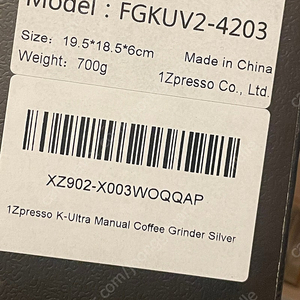 Model : FGKUV2-4203
Size: 19.5*18.5*6cm
Weight: 700g
Made in China
1Zpresso Co., Ltd.
XZ902-X003WOQQAP
1Zpresso K-Ultra Manual Coffee Grinder Silver